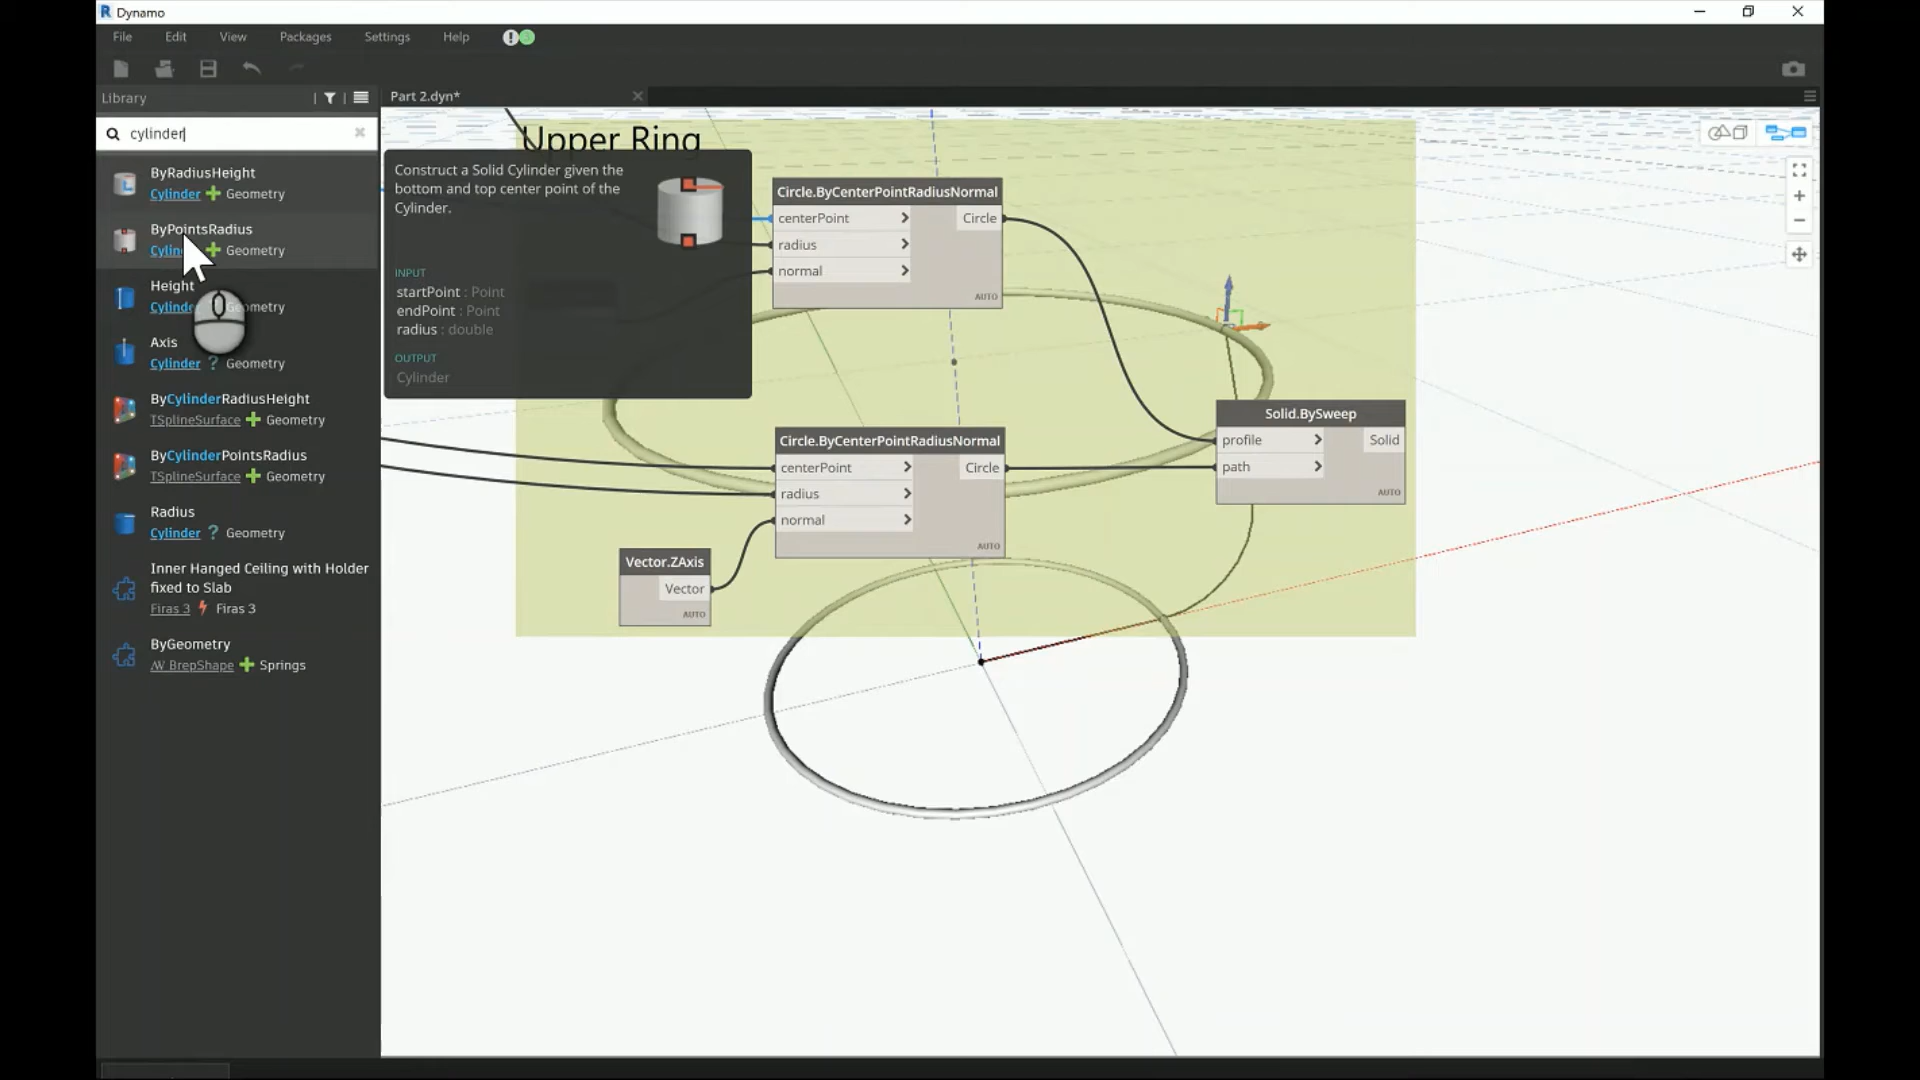 Dynamo
File Edit View Packages Settings Help
Library
Part 2.dyn*
cylinder
ByRadiusHeight
Cylinder Geometry
ByPointsRadius
Geometry
Height
Geometry
Axis
Cylinder ? Geometry
ByCylinderRadiusHeight
TSplineSurface Geometry
ByCylinderPointsRadius
TSplineSurface Geometry
Radius
Cylinder ? Geometry
Inner Hanged Ceiling with Holder
fixed to Slab
Firas 3 Firas 3
ByGeometry
BrepShape Springs
Construct a Solid Cylinder given the
bottom and top center point of the
Cylinder.
INPUT
startPoint : Point
endPoint : Point
radius : double
OUTPUT
Cylinder
Upper Ring
Circle.ByCenterPointRadiusNormal
centerPoint > Circle
radius >
normal >
AUTO
Circle.ByCenterPointRadiusNormal
centerPoint > Circle
radius >
normal >
AUTO
Vector.ZAxis
Vector
AUTO
Solid.BySweep
profile > Solid
path >
AUTO